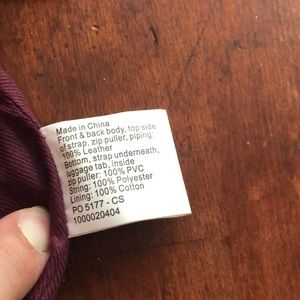 Made in China
Front & back body, top side
of strap, zip puller, piping:
100% Leather
Bottom, strap underneath,
luggage tab, inside
zip puller: 100% PVC
String: 100% Polyester
Lining: 100% Cotton
PO 5177 - CS
1000020404